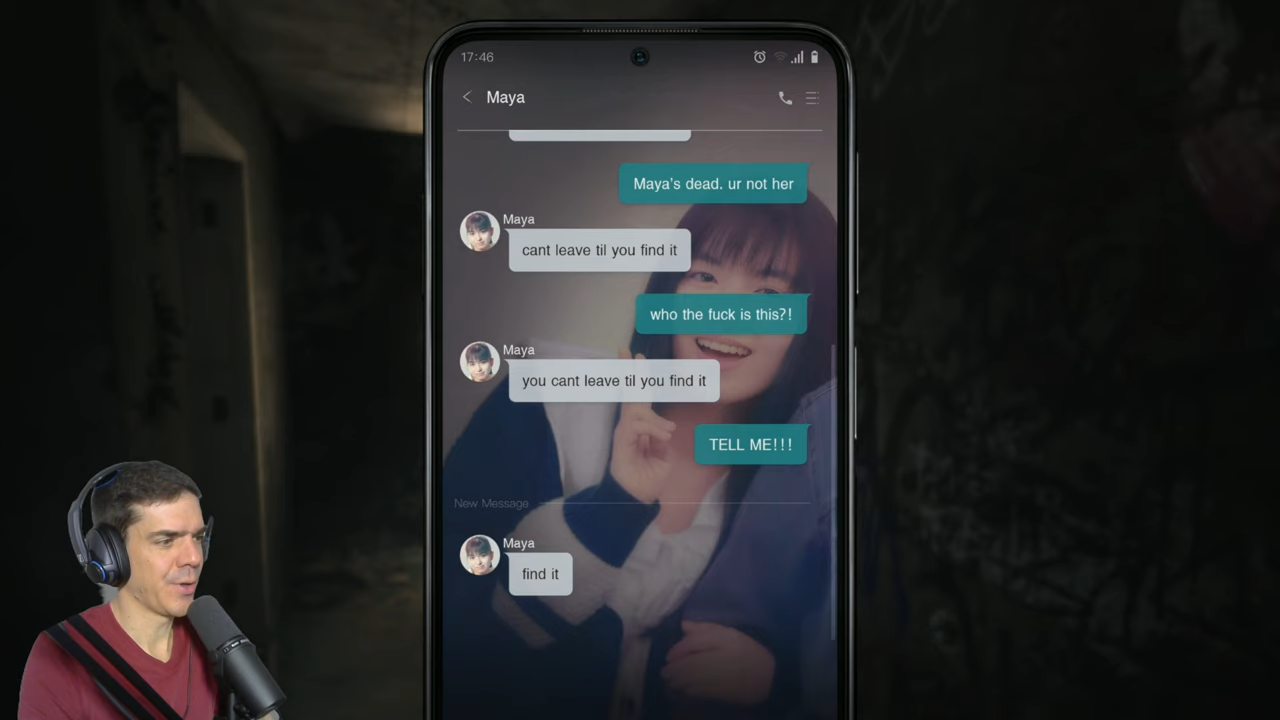 17:46
Maya
Maya's dead. ur not her
Maya
cant leave til you find it
who the fuck is this?!
Maya
you cant leave til you find it
TELL ME!!!
New Message
Maya
find it